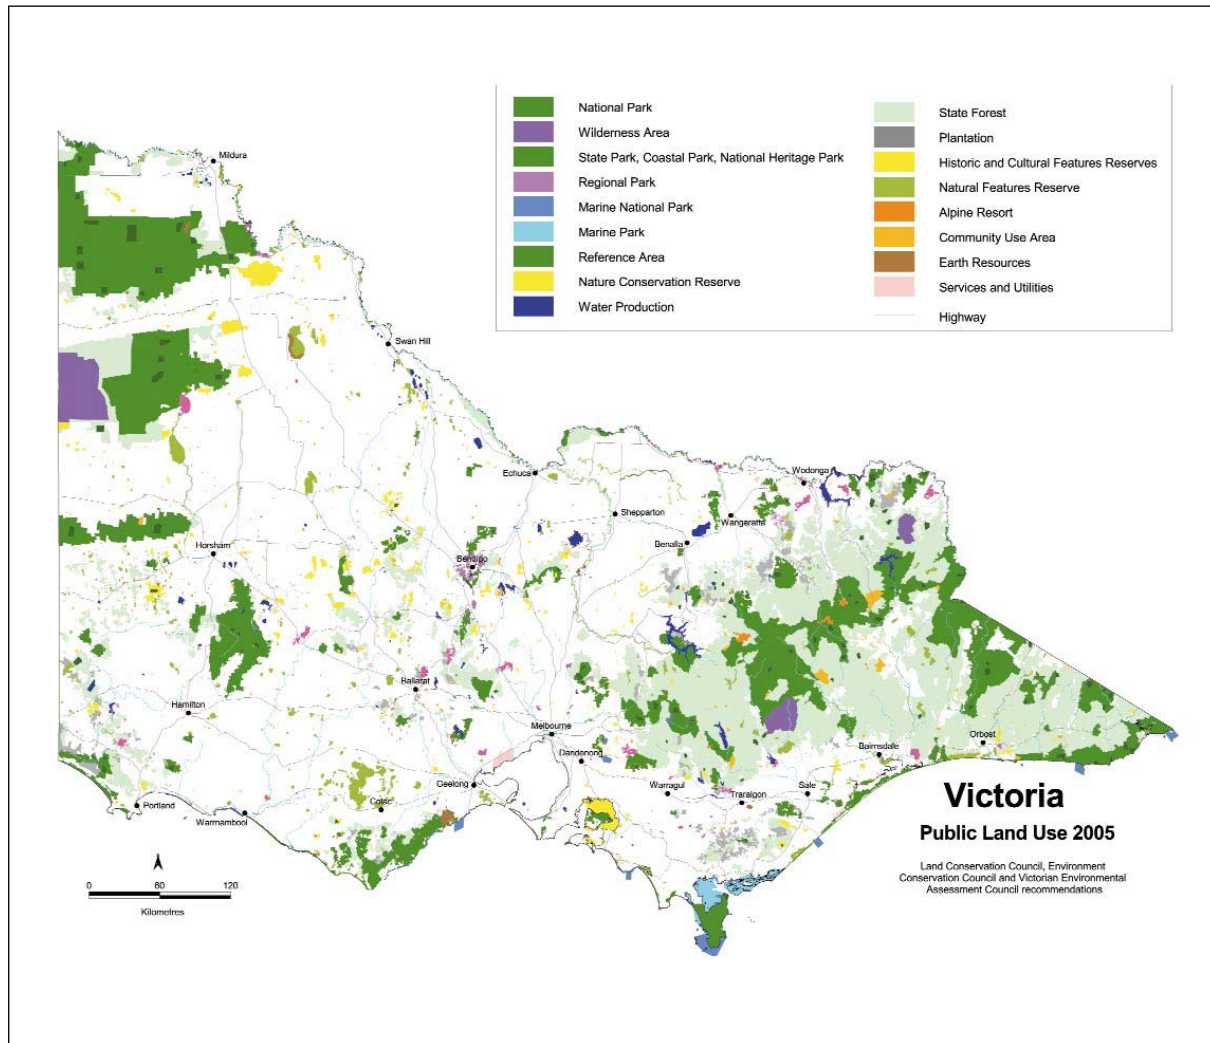 National Park
Wilderness Area
State Park, Coastal Park, National Heritage Park
Regional Park
Marine National Park
Marine Park
Reference Area
Nature Conservation Reserve
Water Production
State Forest
Plantation
Historic and Cultural Features Reserves
Natural Features Reserve
Alpine Resort
Community Use Area
Earth Resources
Services and Utilities
Highway
Mildura
Swan Hill
Echuca
Wodonga
Shepparton
Wangaratta
Benalla
Horsham
Bendigo
Ballarat
Hamilton
Melbourne
Dandenong
Orbost
Bairnsdale
Geelong
Warragul
Sale
Traralgon
Portland
Colac
Warrnambool
Victoria
Public Land Use 2005
Land Conservation Council, Environment
Conservation Council and Victorian Environmental
Assessment Council recommendations
0 60 120
Kilometres